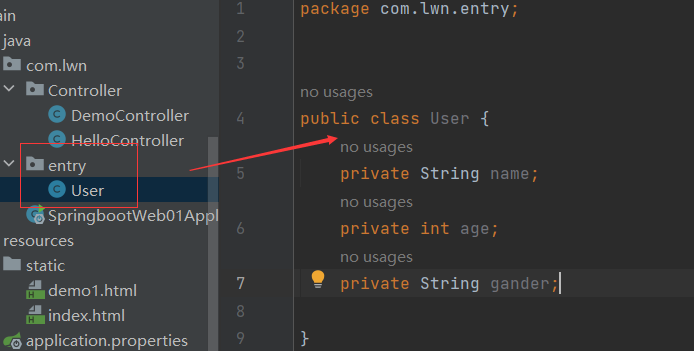 ain
java
com.lwn
Controller
DemoController
HelloController
entry
User
SpringbootWeb01Appl
resources
static
demo1.html
index.html
application.properties
1 package com.lwn.entry;
2
3
no usages
4 public class User {
no usages
5 private String name;
no usages
6 private int age;
no usages
7 private String gander;
8
9 }